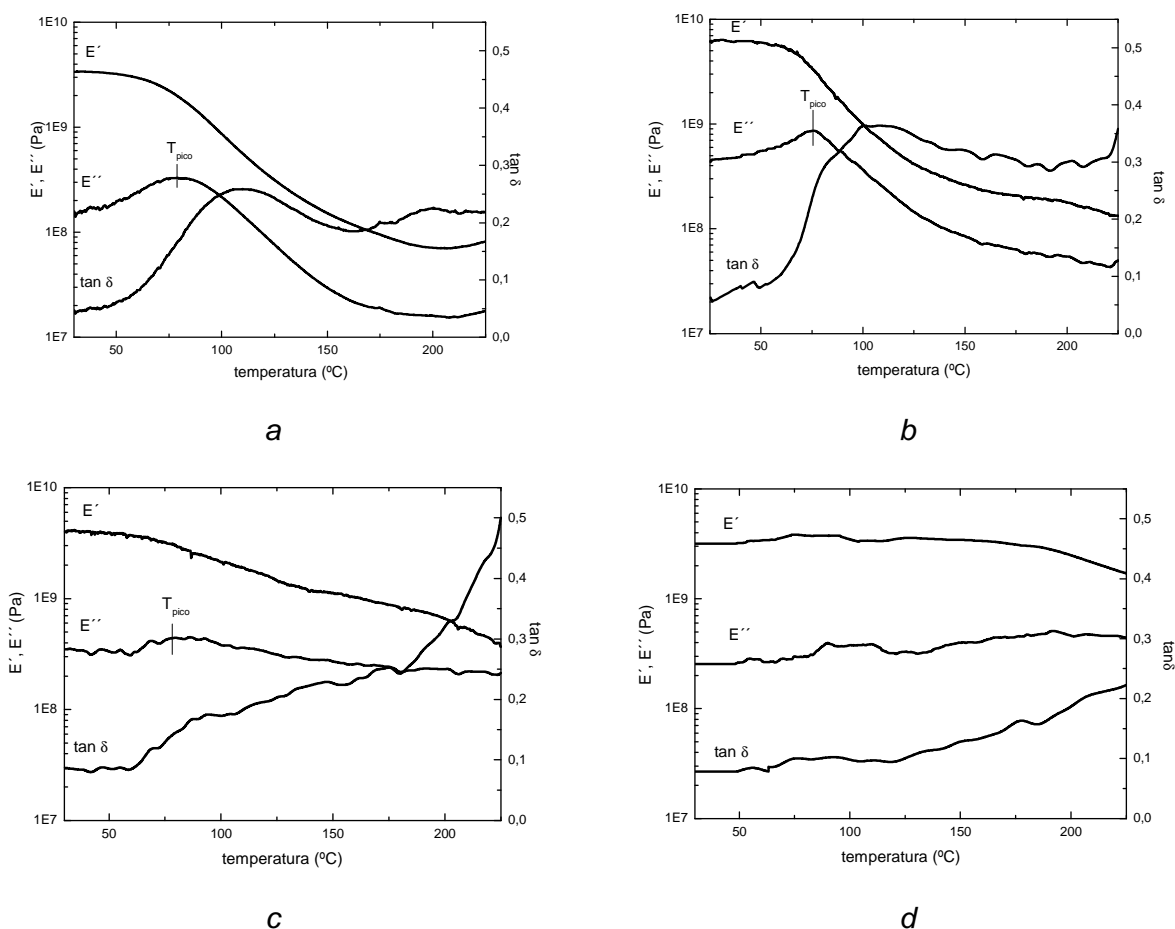 1E10
1E9
1E8
1E7
E´, E´´ (Pa)
E´
E´´
T pico
tan δ
0,5
0,4
0,3
0,2
0,1
0,0
tan δ
50 100 150 200
temperatura (ºC)
a
1E10
1E9
1E8
1E7
E´, E´´ (Pa)
E´
E´´
T pico
tan δ
0,5
0,4
0,3
0,2
0,1
0,0
tan δ
50 100 150 200
temperatura (ºC)
b
1E10
1E9
1E8
1E7
E´, E´´ (Pa)
E´
E´´
T pico
tan δ
0,5
0,4
0,3
0,2
0,1
0,0
tan δ
50 100 150 200
temperatura (ºC)
c
1E10
1E9
1E8
1E7
E´, E´´ (Pa)
E´
E´´
tan δ
0,5
0,4
0,3
0,2
0,1
0,0
tanδ
50 100 150 200
temperatura (ºC)
d